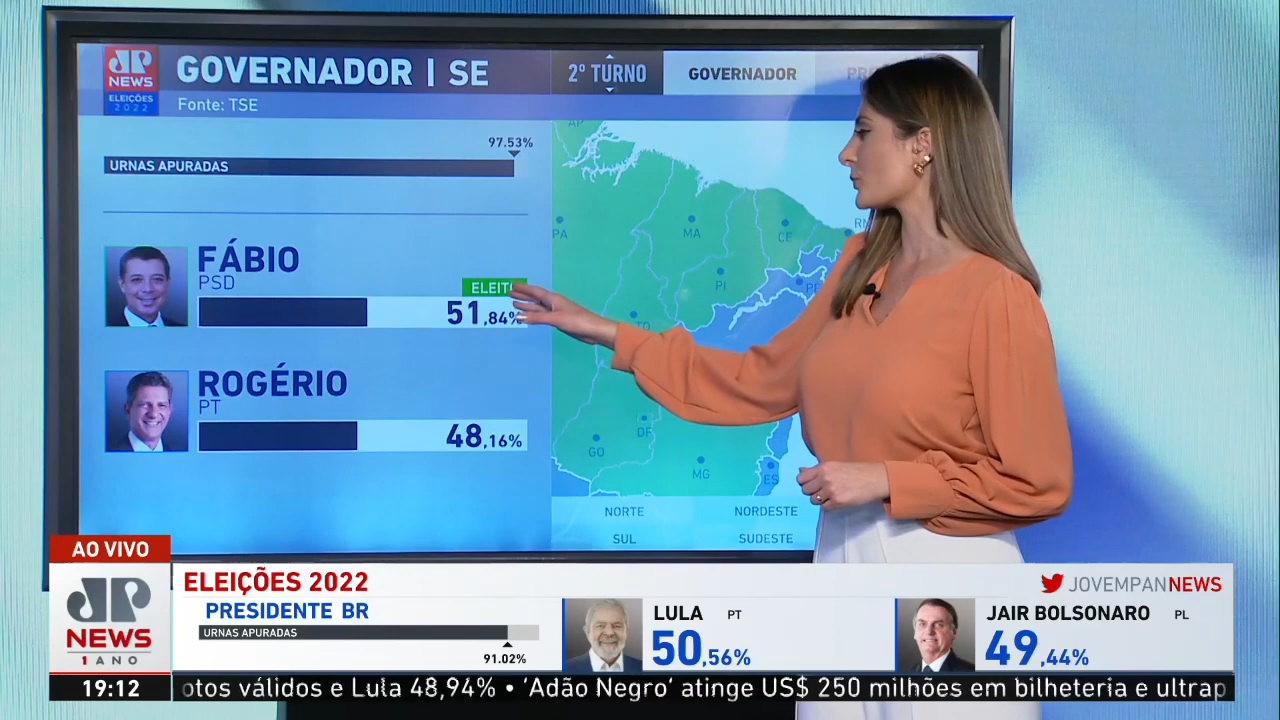 JP
NEWS
ELEIÇÕES
2022
GOVERNADOR | SE
Fonte: TSE
2º TURNO
GOVERNADOR
97.53%
URNAS APURADAS
FÁBIO
PSD
51,84%
ROGÉRIO
PT
48,16%
AP
PA
MA
CE
RN
PI
PE
TO
DF
GO
MG
ES
NORTE
NORDESTE
SUL
SUDESTE
AO VIVO
JP
NEWS
1 ANO
19:12
ELEIÇÕES 2022
JOVEMPANNEWS
PRESIDENTE BR
URNAS APURADAS
91.02%
LULA PT
50,56%
JAIR BOLSONARO PL
49,44%
otos válidos e Lula 48,94% • ‘Adão Negro’ atinge US$ 250 milhões em bilheteria e ultrap